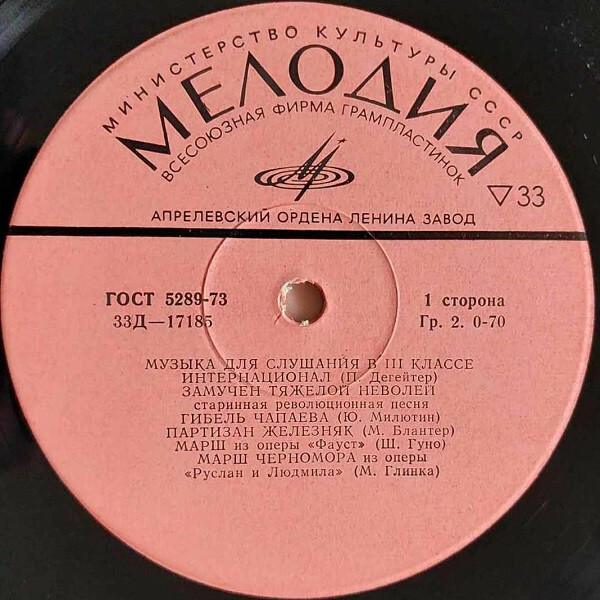 МИНИСТЕРСТВО КУЛЬТУРЫ СССР
МЕЛОДИЯ
ВСЕСОЮЗНАЯ ФИРМА ГРАМПЛАСТИНОК
▽33
АПРЕЛЕВСКИЙ ОРДЕНА ЛЕНИНА ЗАВОД
ГОСТ 5289-73
33Д—17185
1 сторона
Гр. 2. 0-70
МУЗЫКА ДЛЯ СЛУШАНИЯ В III КЛАССЕ
ИНТЕРНАЦИОНАЛ (П. Дегейтер)
ЗАМУЧЕН ТЯЖЕЛОЙ НЕВОЛЕЙ
старинная революционная песня
ГИБЕЛЬ ЧАПАЕВА (Ю. Милютин)
ПАРТИЗАН ЖЕЛЕЗНЯК (М. Блантер)
МАРШ из оперы «Фауст» (Ш. Гуно)
МАРШ ЧЕРНОМОРА из оперы
«Руслан и Людмила» (М. Глинка)